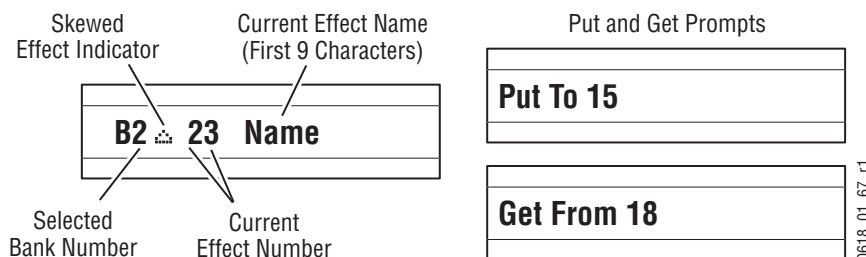 Skewed
Effect Indicator
Current Effect Name
(First 9 Characters)
B2 23 Name
Selected
Bank Number
Current
Effect Number
Put and Get Prompts
Put To 15
Get From 18
0618_01_67_r1